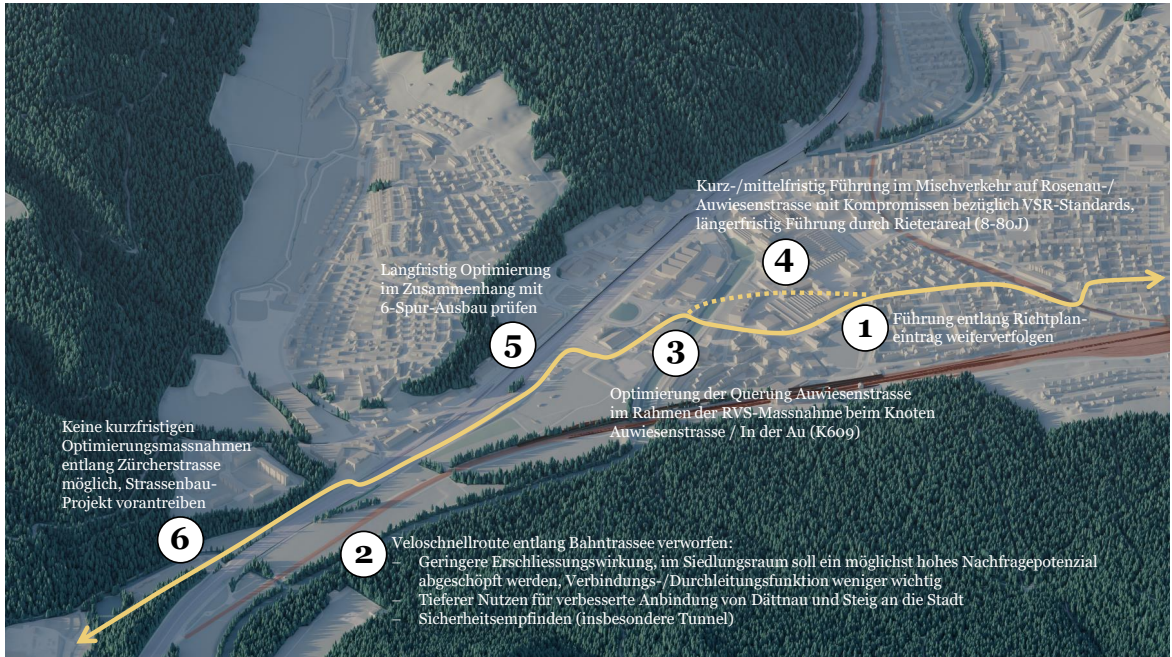 Kurz-/mittelfristig Führung im Mischverkehr auf Rosenau-/
Auwiesenstrasse mit Kompromissen bezüglich VSR-Standards,
längerfristig Führung durch Rieterareal (8-80J)
4
Langfristig Optimierung
im Zusammenhang mit
6-Spur-Ausbau prüfen
5
1
Führung entlang Richtplan-
eintrag weiterverfolgen
3
Optimierung der Querung Auwiesenstrasse
im Rahmen der RVS-Massnahme beim Knoten
Auwiesenstrasse / In der Au (K609)
Keine kurzfristigen
Optimierungsmassnahmen
entlang Zürcherstrasse
möglich, Strassenbau-
Projekt vorantreiben
6
2
Veloschnellroute entlang Bahntrassee verworfen:
– Geringere Erschliessungswirkung, im Siedlungsraum soll ein möglichst hohes Nachfragepotenzial
abgeschöpft werden, Verbindungs-/Durchleitungsfunktion weniger wichtig
– Tieferer Nutzen für verbesserte Anbindung von Dättnau und Steig an die Stadt
– Sicherheitsempfinden (insbesondere Tunnel)